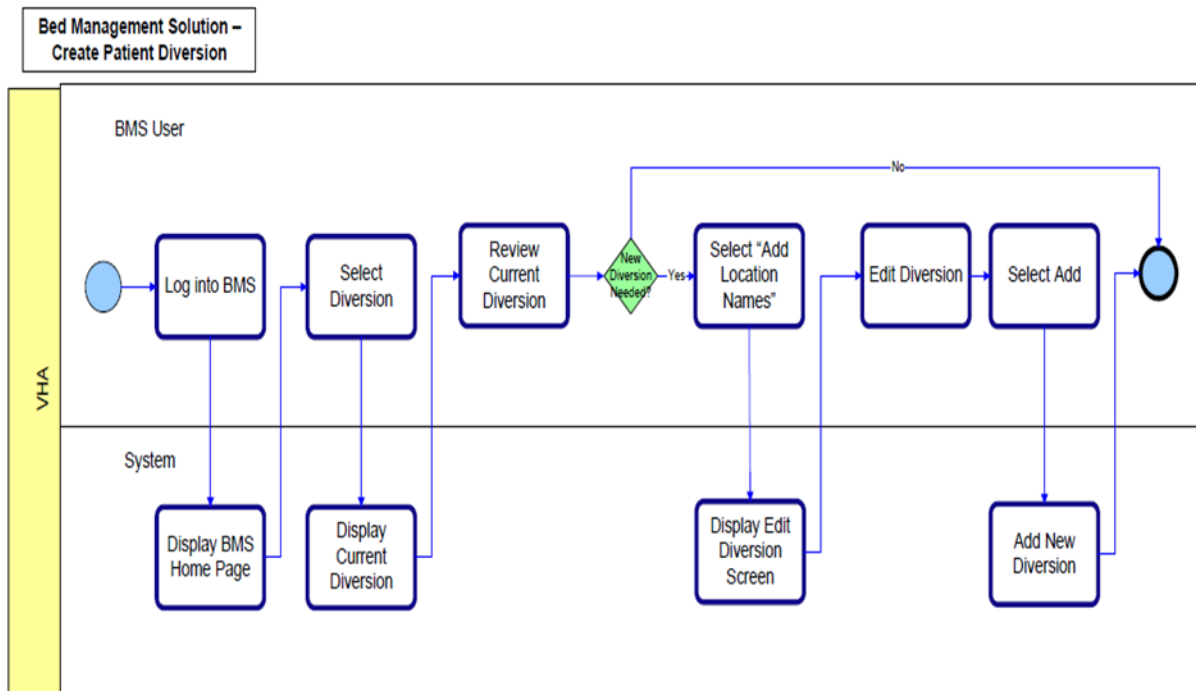 Bed Management Solution –
Create Patient Diversion
VHA
BMS User
No
Log into BMS
Select
Diversion
Review
Current
Diversion
New
Diversion
Needed?
Yes
Select “Add
Location
Names”
Edit Diversion
Select Add
System
Display BMS
Home Page
Display
Current
Diversion
Display Edit
Diversion
Screen
Add New
Diversion